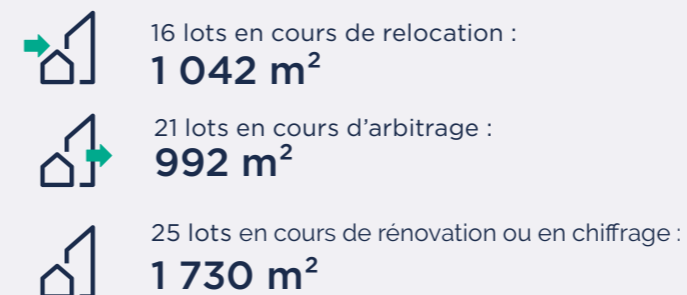 16 lots en cours de relocation :
1 042 m²
21 lots en cours d’arbitrage :
992 m²
25 lots en cours de rénovation ou en chiffrage :
1 730 m²